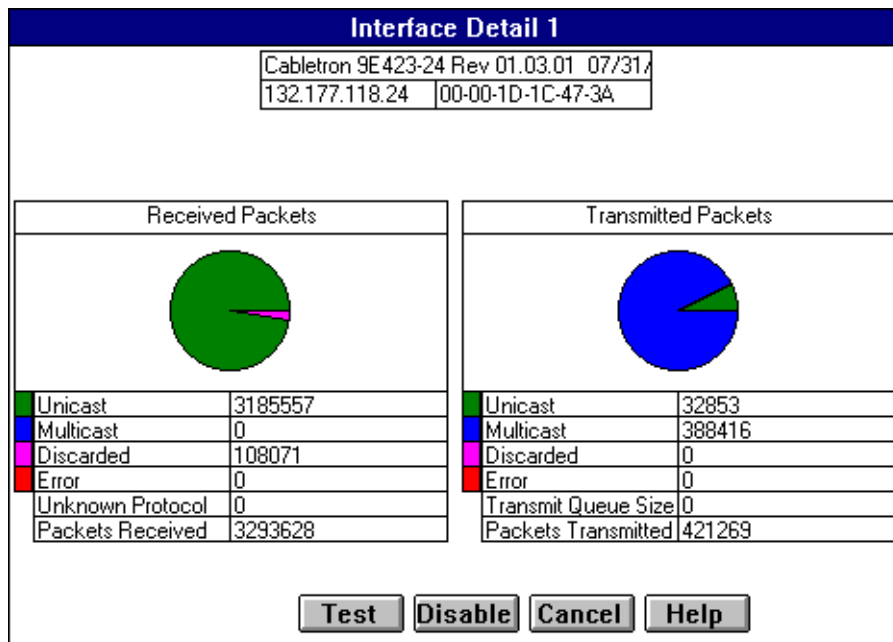 Interface Detail 1
Cabletron 9E423-24 Rev 01.03.01 07/31/
132.177.118.24 00-00-1D-1C-47-3A
Received Packets
Unicast 3185557
Multicast 0
Discarded 108071
Error 0
Unknown Protocol 0
Packets Received 3293628
Transmitted Packets
Unicast 32853
Multicast 388416
Discarded 0
Error 0
Transmit Queue Size 0
Packets Transmitted 421269
Test Disable Cancel Help